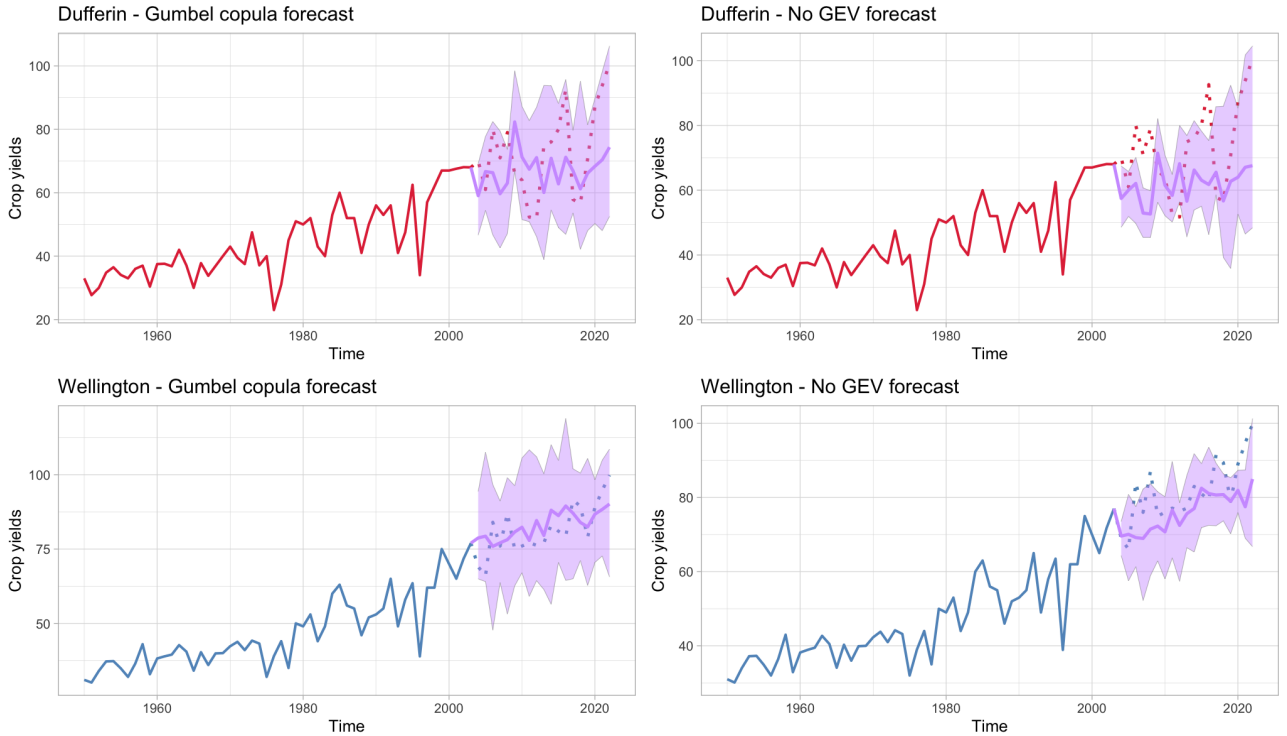 Dufferin - Gumbel copula forecast
100
80
60
40
20
Crop yields
1960 1980 2000 2020
Time
Dufferin - No GEV forecast
100
80
60
40
20
Crop yields
1960 1980 2000 2020
Time
Wellington - Gumbel copula forecast
100
75
50
Crop yields
1960 1980 2000 2020
Time
Wellington - No GEV forecast
100
80
60
40
Crop yields
1960 1980 2000 2020
Time